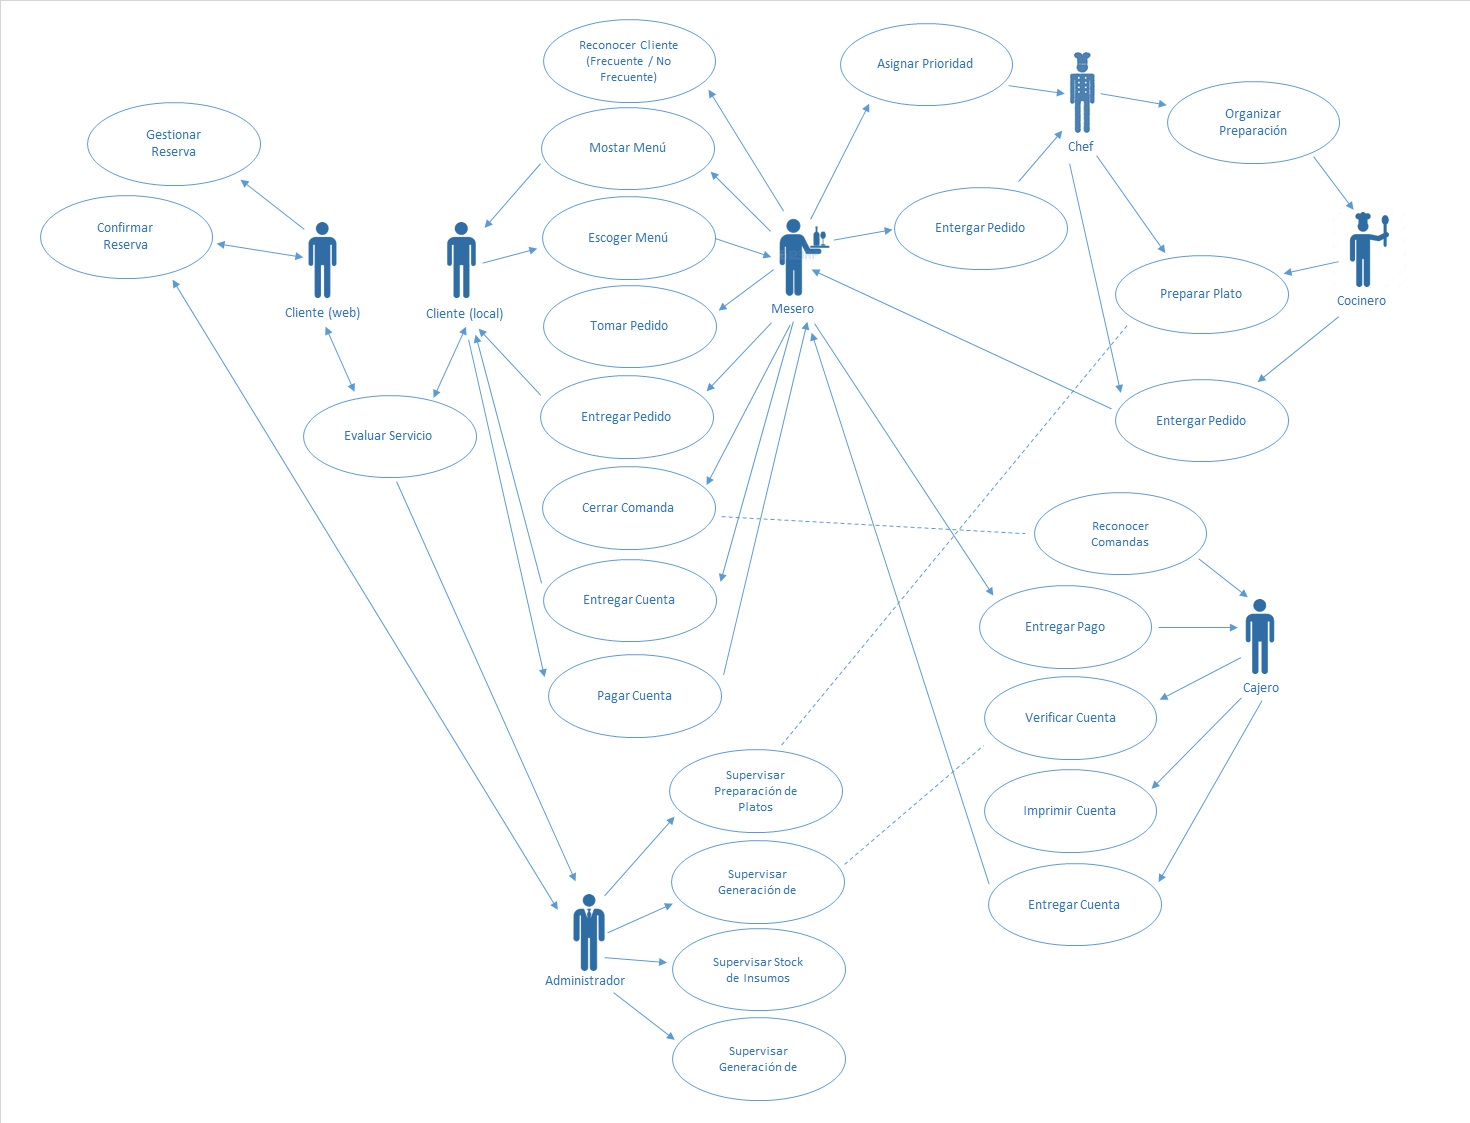 Reconocer Cliente
(Frecuente / No
Frecuente)
Asignar Prioridad
Chef
Organizar
Preparación
Gestionar
Reserva
Mostar Menú
Confirmar
Reserva
Escoger Menú
Entergar Pedido
Cliente (web)
Cliente (local)
Mesero
Preparar Plato
Cocinero
Tomar Pedido
Entregar Pedido
Entergar Pedido
Evaluar Servicio
Cerrar Comanda
Reconocer
Comandas
Entregar Cuenta
Entregar Pago
Cajero
Pagar Cuenta
Verificar Cuenta
Supervisar
Preparación de
Platos
Imprimir Cuenta
Supervisar
Generación de
Entregar Cuenta
Administrador
Supervisar Stock
de Insumos
Supervisar
Generación de